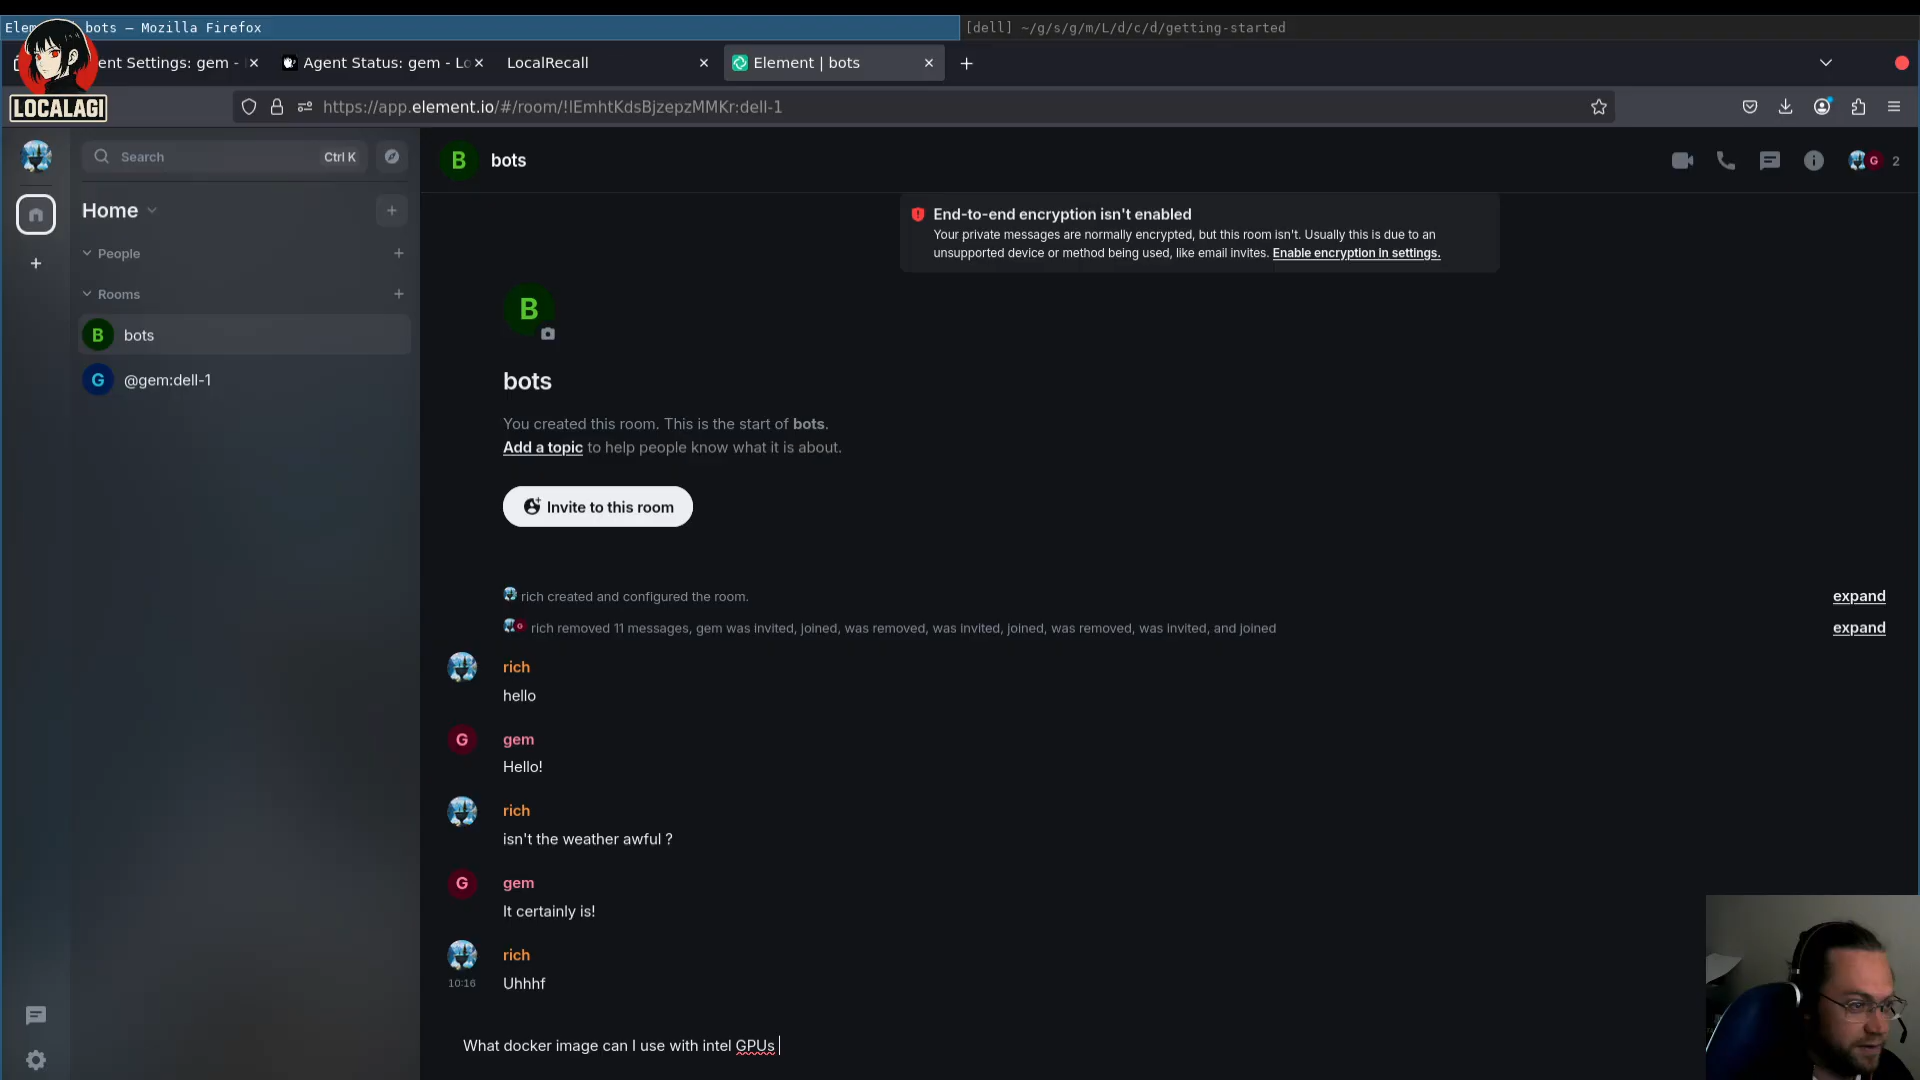 Elem
bots — Mozilla Firefox
[dell] ~/g/s/g/m/L/d/c/d/getting-started
ent Settings: gem -
Agent Status: gem - Lo
LocalRecall
Element | bots
LOCALAGI
https://app.element.io/#/room/!lEmhtKdsBjzepzMMKr:dell-1
Search
Ctrl K
Home
People
Rooms
B bots
G @gem:dell-1
B bots
G 2
End-to-end encryption isn't enabled
Your private messages are normally encrypted, but this room isn't. Usually this is due to an
unsupported device or method being used, like email invites. Enable encryption in settings.
B
bots
You created this room. This is the start of bots.
Add a topic to help people know what it is about.
Invite to this room
rich created and configured the room.
expand
rich removed 11 messages, gem was invited, joined, was removed, was invited, joined, was removed, was invited, and joined
expand
rich
hello
G gem
Hello!
rich
isn't the weather awful ?
G gem
It certainly is!
rich
10:16 Uhhhf
What docker image can I use with intel GPUs